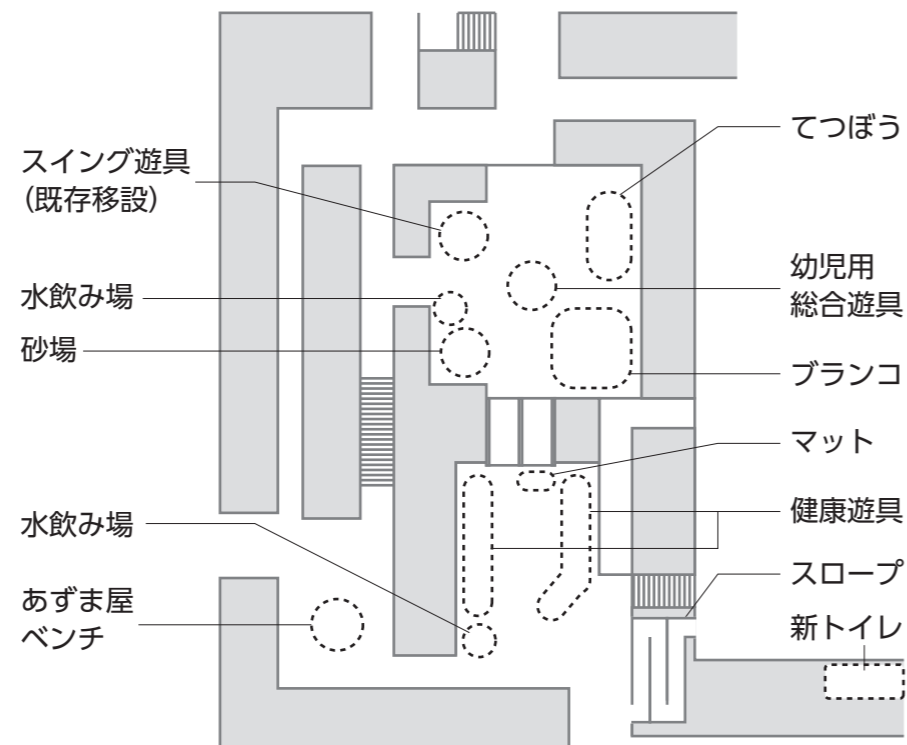 スイング遊具
（既存移設）
水飲み場
砂場
水飲み場
あずま屋
ベンチ
てつぼう
幼児用
総合遊具
ブランコ
マット
健康遊具
スロープ
新トイレ